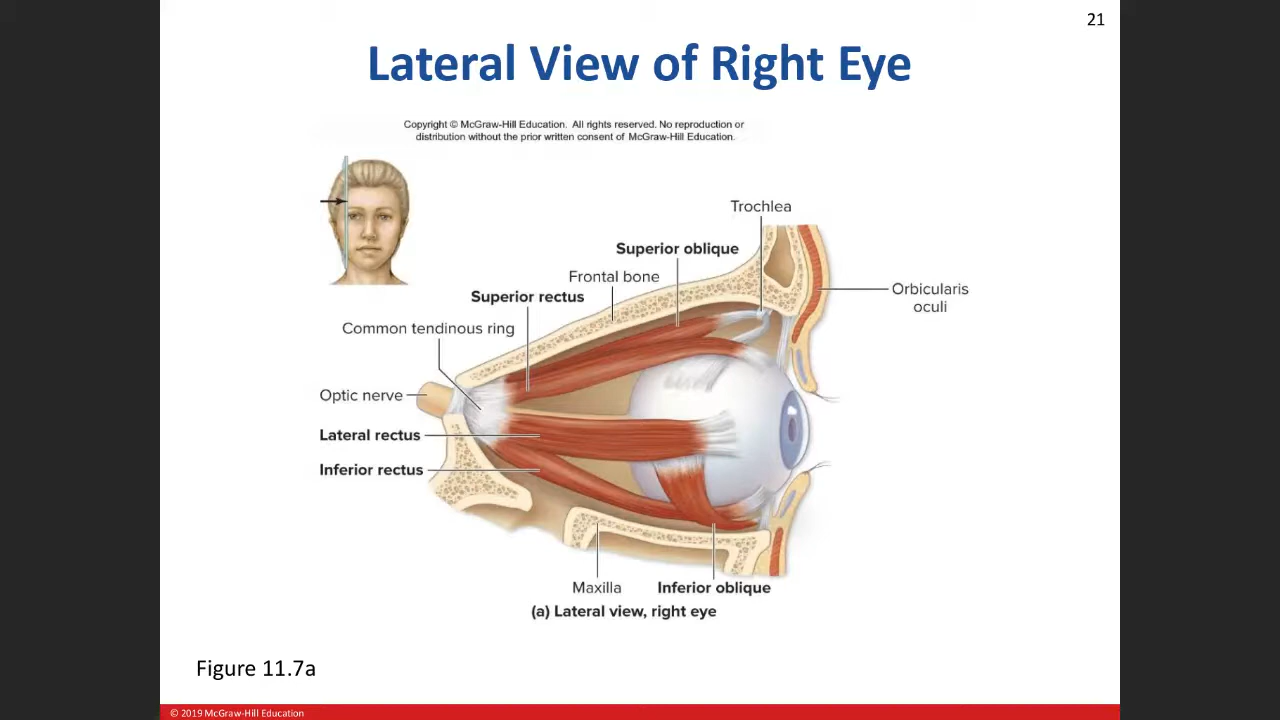 21
Lateral View of Right Eye
Copyright © McGraw-Hill Education. All rights reserved. No reproduction or
distribution without the prior written consent of McGraw-Hill Education.
Trochlea
Superior oblique
Frontal bone
Superior rectus
Orbicularis
oculi
Common tendinous ring
Optic nerve
Lateral rectus
Inferior rectus
Maxilla
Inferior oblique
(a) Lateral view, right eye
Figure 11.7a
© 2019 McGraw-Hill Education